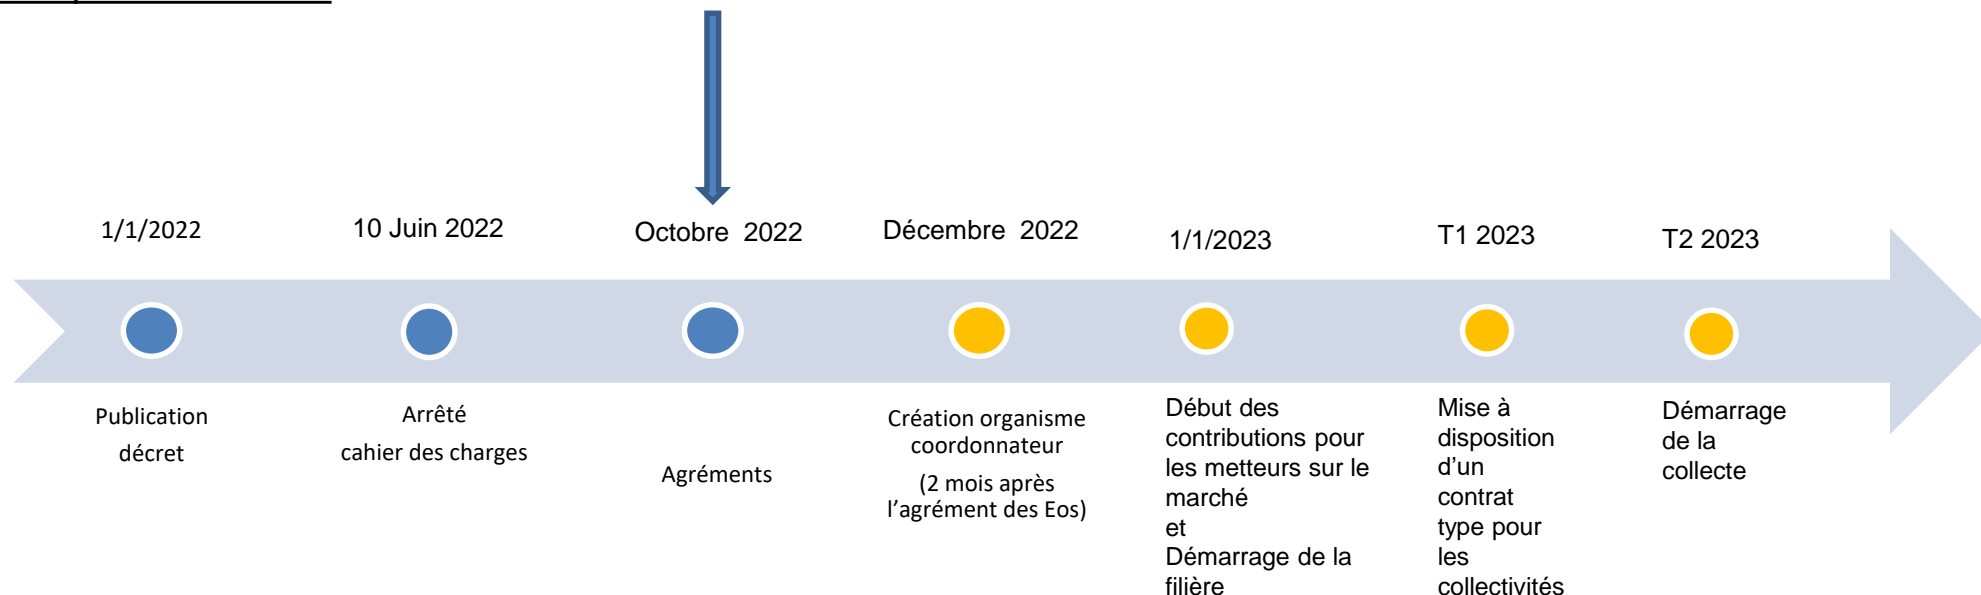 1/1/2022
10 Juin 2022
Octobre 2022
Décembre 2022
1/1/2023
T1 2023
T2 2023
Publication
décret
Arrêté
cahier des charges
Agréments
Création organisme
coordonnateur
(2 mois après
l’agrément des Eos)
Début des
contributions pour
les metteurs sur le
marché
et
Démarrage de la
filière
Mise à
disposition
d’un
contrat
type pour
les
collectivités
Démarrage
de la
collecte